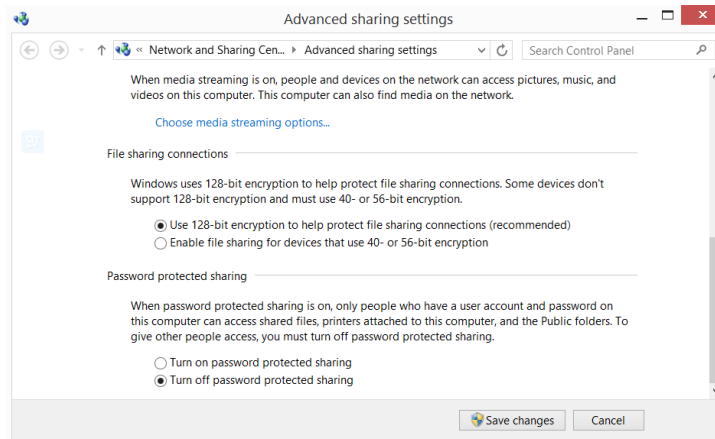 Advanced sharing settings
« Network and Sharing Cen... Advanced sharing settings Search Control Panel
When media streaming is on, people and devices on the network can access pictures, music, and
videos on this computer. This computer can also find media on the network.
Choose media streaming options...
File sharing connections
Windows uses 128-bit encryption to help protect file sharing connections. Some devices don't
support 128-bit encryption and must use 40- or 56-bit encryption.
Use 128-bit encryption to help protect file sharing connections (recommended)
Enable file sharing for devices that use 40- or 56-bit encryption
Password protected sharing
When password protected sharing is on, only people who have a user account and password on
this computer can access shared files, printers attached to this computer, and the Public folders. To
give other people access, you must turn off password protected sharing.
Turn on password protected sharing
Turn off password protected sharing
Save changes Cancel